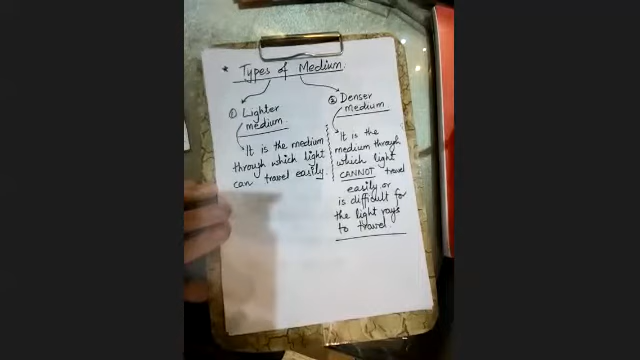 * Types of Medium.
① Lighter
medium.
It is the medium
through which light
can travel easily.
② Denser
medium
It is the
medium through
which light
CANNOT travel
easily or
is difficult for
the light rays
to travel.